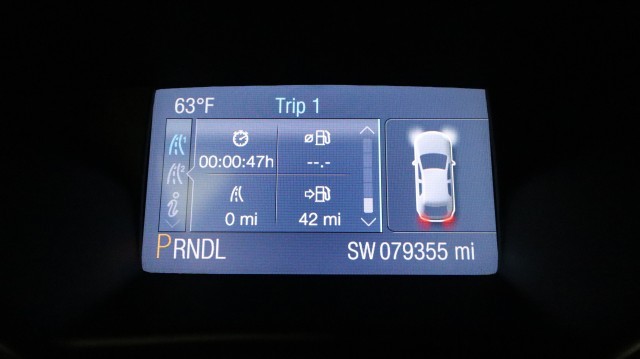 63°F Trip 1
00:00:47h --.-
0 mi 42 mi
PRNDL SW 079355 mi